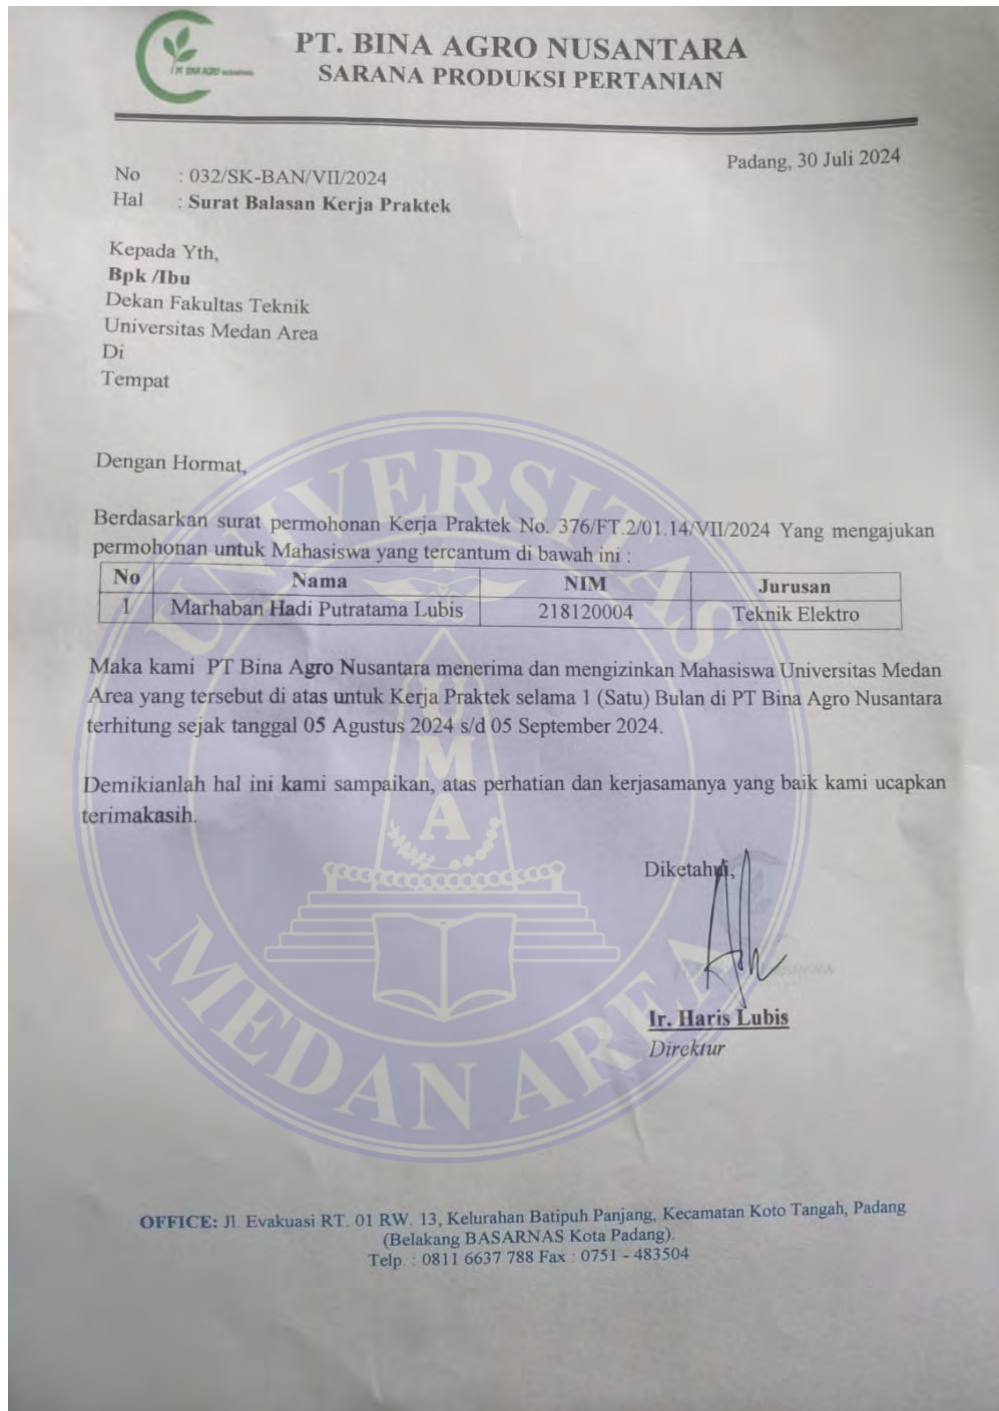 PT. BINA AGRO NUSANTARA
PT. BINA AGRO NUSANTARA
SARANA PRODUKSI PERTANIAN
Padang, 30 Juli 2024
No : 032/SK-BAN/VII/2024
Hal : Surat Balasan Kerja Praktek
Kepada Yth,
Bpk /Ibu
Dekan Fakultas Teknik
Universitas Medan Area
Di
Tempat
Dengan Hormat,
Berdasarkan surat permohonan Kerja Praktek No. 376/FT.2/01.14/VII/2024 Yang mengajukan
permohonan untuk Mahasiswa yang tercantum di bawah ini :
No Nama NIM Jurusan
1 Marhaban Hadi Putratama Lubis 218120004 Teknik Elektro
Maka kami PT Bina Agro Nusantara menerima dan mengizinkan Mahasiswa Universitas Medan
Area yang tersebut di atas untuk Kerja Praktek selama 1 (Satu) Bulan di PT Bina Agro Nusantara
terhitung sejak tanggal 05 Agustus 2024 s/d 05 September 2024.
Demikianlah hal ini kami sampaikan, atas perhatian dan kerjasamanya yang baik kami ucapkan
terimakasih.
Diketahui,
Ir. Haris Lubis
Direktur
UNIVERSITAS
UMA
MEDAN AREA
OFFICE: Jl. Evakuasi RT. 01 RW. 13, Kelurahan Batipuh Panjang, Kecamatan Koto Tangah, Padang
(Belakang BASARNAS Kota Padang).
Telp. : 0811 6637 788 Fax : 0751 - 483504